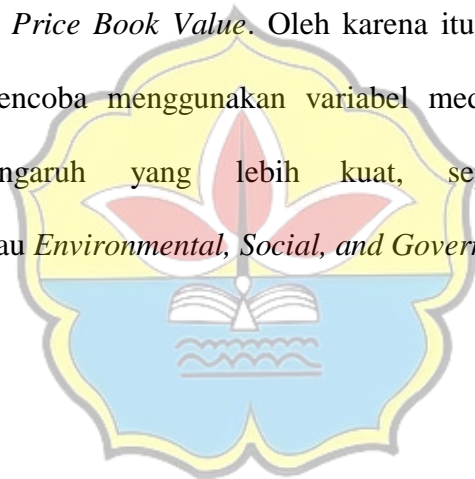 Price Book Value. Oleh karena itu
encoba menggunakan variabel med
ngaruh yang lebih kuat, se
au Environmental, Social, and Govern